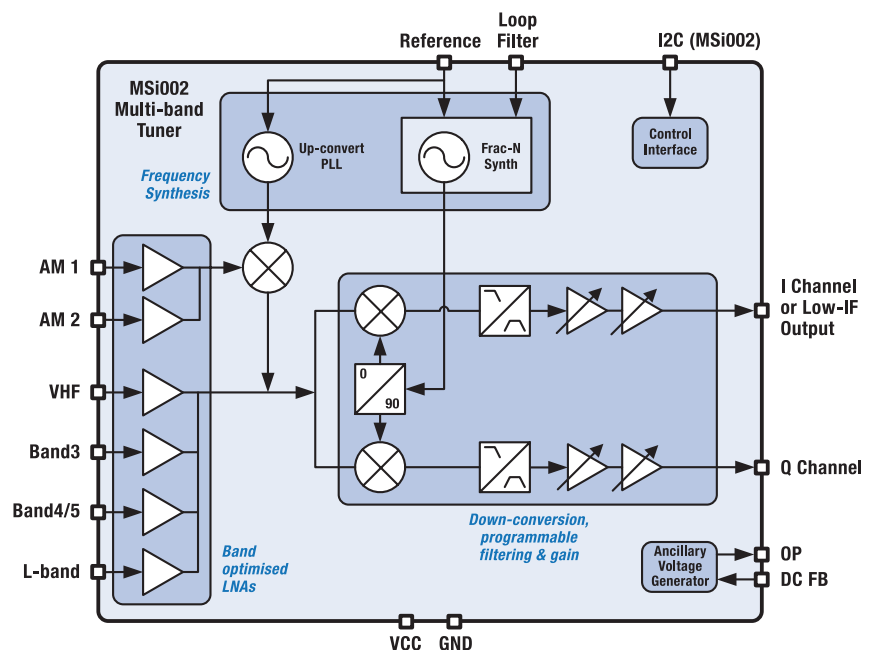 Reference
Loop
Filter
I2C (MSi002)
MSi002
Multi-band
Tuner
Up-convert
PLL
Frac-N
Synth
Control
Interface
Frequency
Synthesis
AM 1
AM 2
VHF
Band3
Band4/5
L-band
0
90
I Channel
or Low-IF
Output
Q Channel
Band
optimised
LNAs
Down-conversion,
programmable
filtering & gain
Ancillary
Voltage
Generator
OP
DC FB
VCC
GND